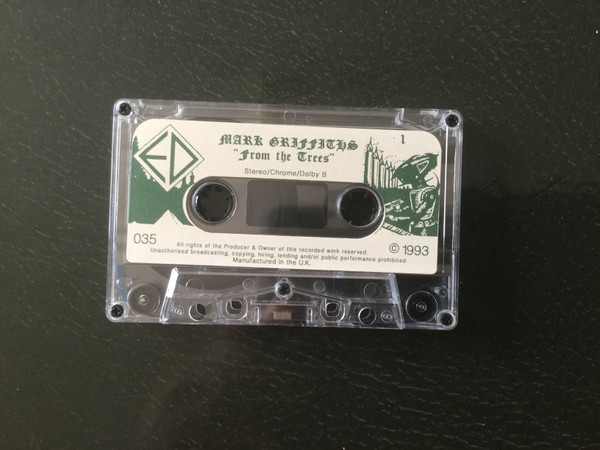 ED
MARK GRIFFITHS
1
"From the Trees"
Stereo/Chrome/Dolby B
035
© 1993
All rights of the Producer & Owner of this recorded work reserved.
Unauthorised broadcasting, copying, hiring, lending and/or public performance prohibited.
Manufactured in the U.K.